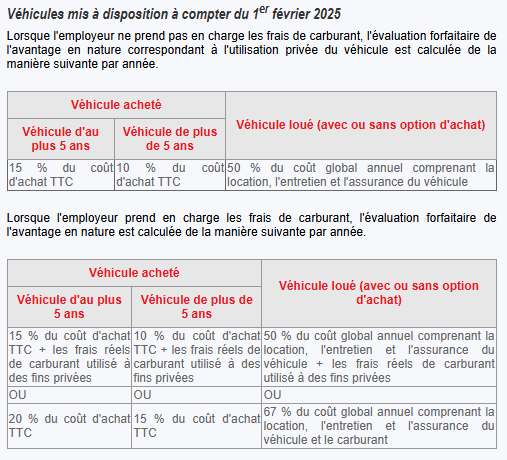 Véhicules mis à disposition à compter du 1er février 2025
Lorsque l'employeur ne prend pas en charge les frais de carburant, l'évaluation forfaitaire de
l'avantage en nature correspondant à l'utilisation privée du véhicule est calculée de la
manière suivante par année.
Véhicule acheté
Véhicule loué (avec ou sans option d'achat)
Véhicule d'au
plus 5 ans
Véhicule de plus
de 5 ans
15 % du coût
d'achat TTC
10 % du coût
d'achat TTC
50 % du coût global annuel comprenant la
location, l'entretien et l'assurance du véhicule
Lorsque l'employeur prend en charge les frais de carburant, l'évaluation forfaitaire de
l'avantage en nature est calculée de la manière suivante par année.
Véhicule acheté
Véhicule loué (avec ou sans option
d'achat)
Véhicule d'au plus
5 ans
Véhicule de plus de
5 ans
15 % du coût d'achat
TTC + les frais réels
de carburant utilisé à
des fins privées
10 % du coût d'achat
TTC + les frais réels de
carburant utilisé à des
fins privées
50 % du coût global annuel comprenant la
location, l'entretien et l'assurance du
véhicule + les frais réels de carburant
utilisé à des fins privées
OU
OU
OU
20 % du coût d'achat
TTC
15 % du coût d'achat
TTC
67 % du coût global annuel comprenant la
location, l'entretien et l'assurance du
véhicule et le carburant